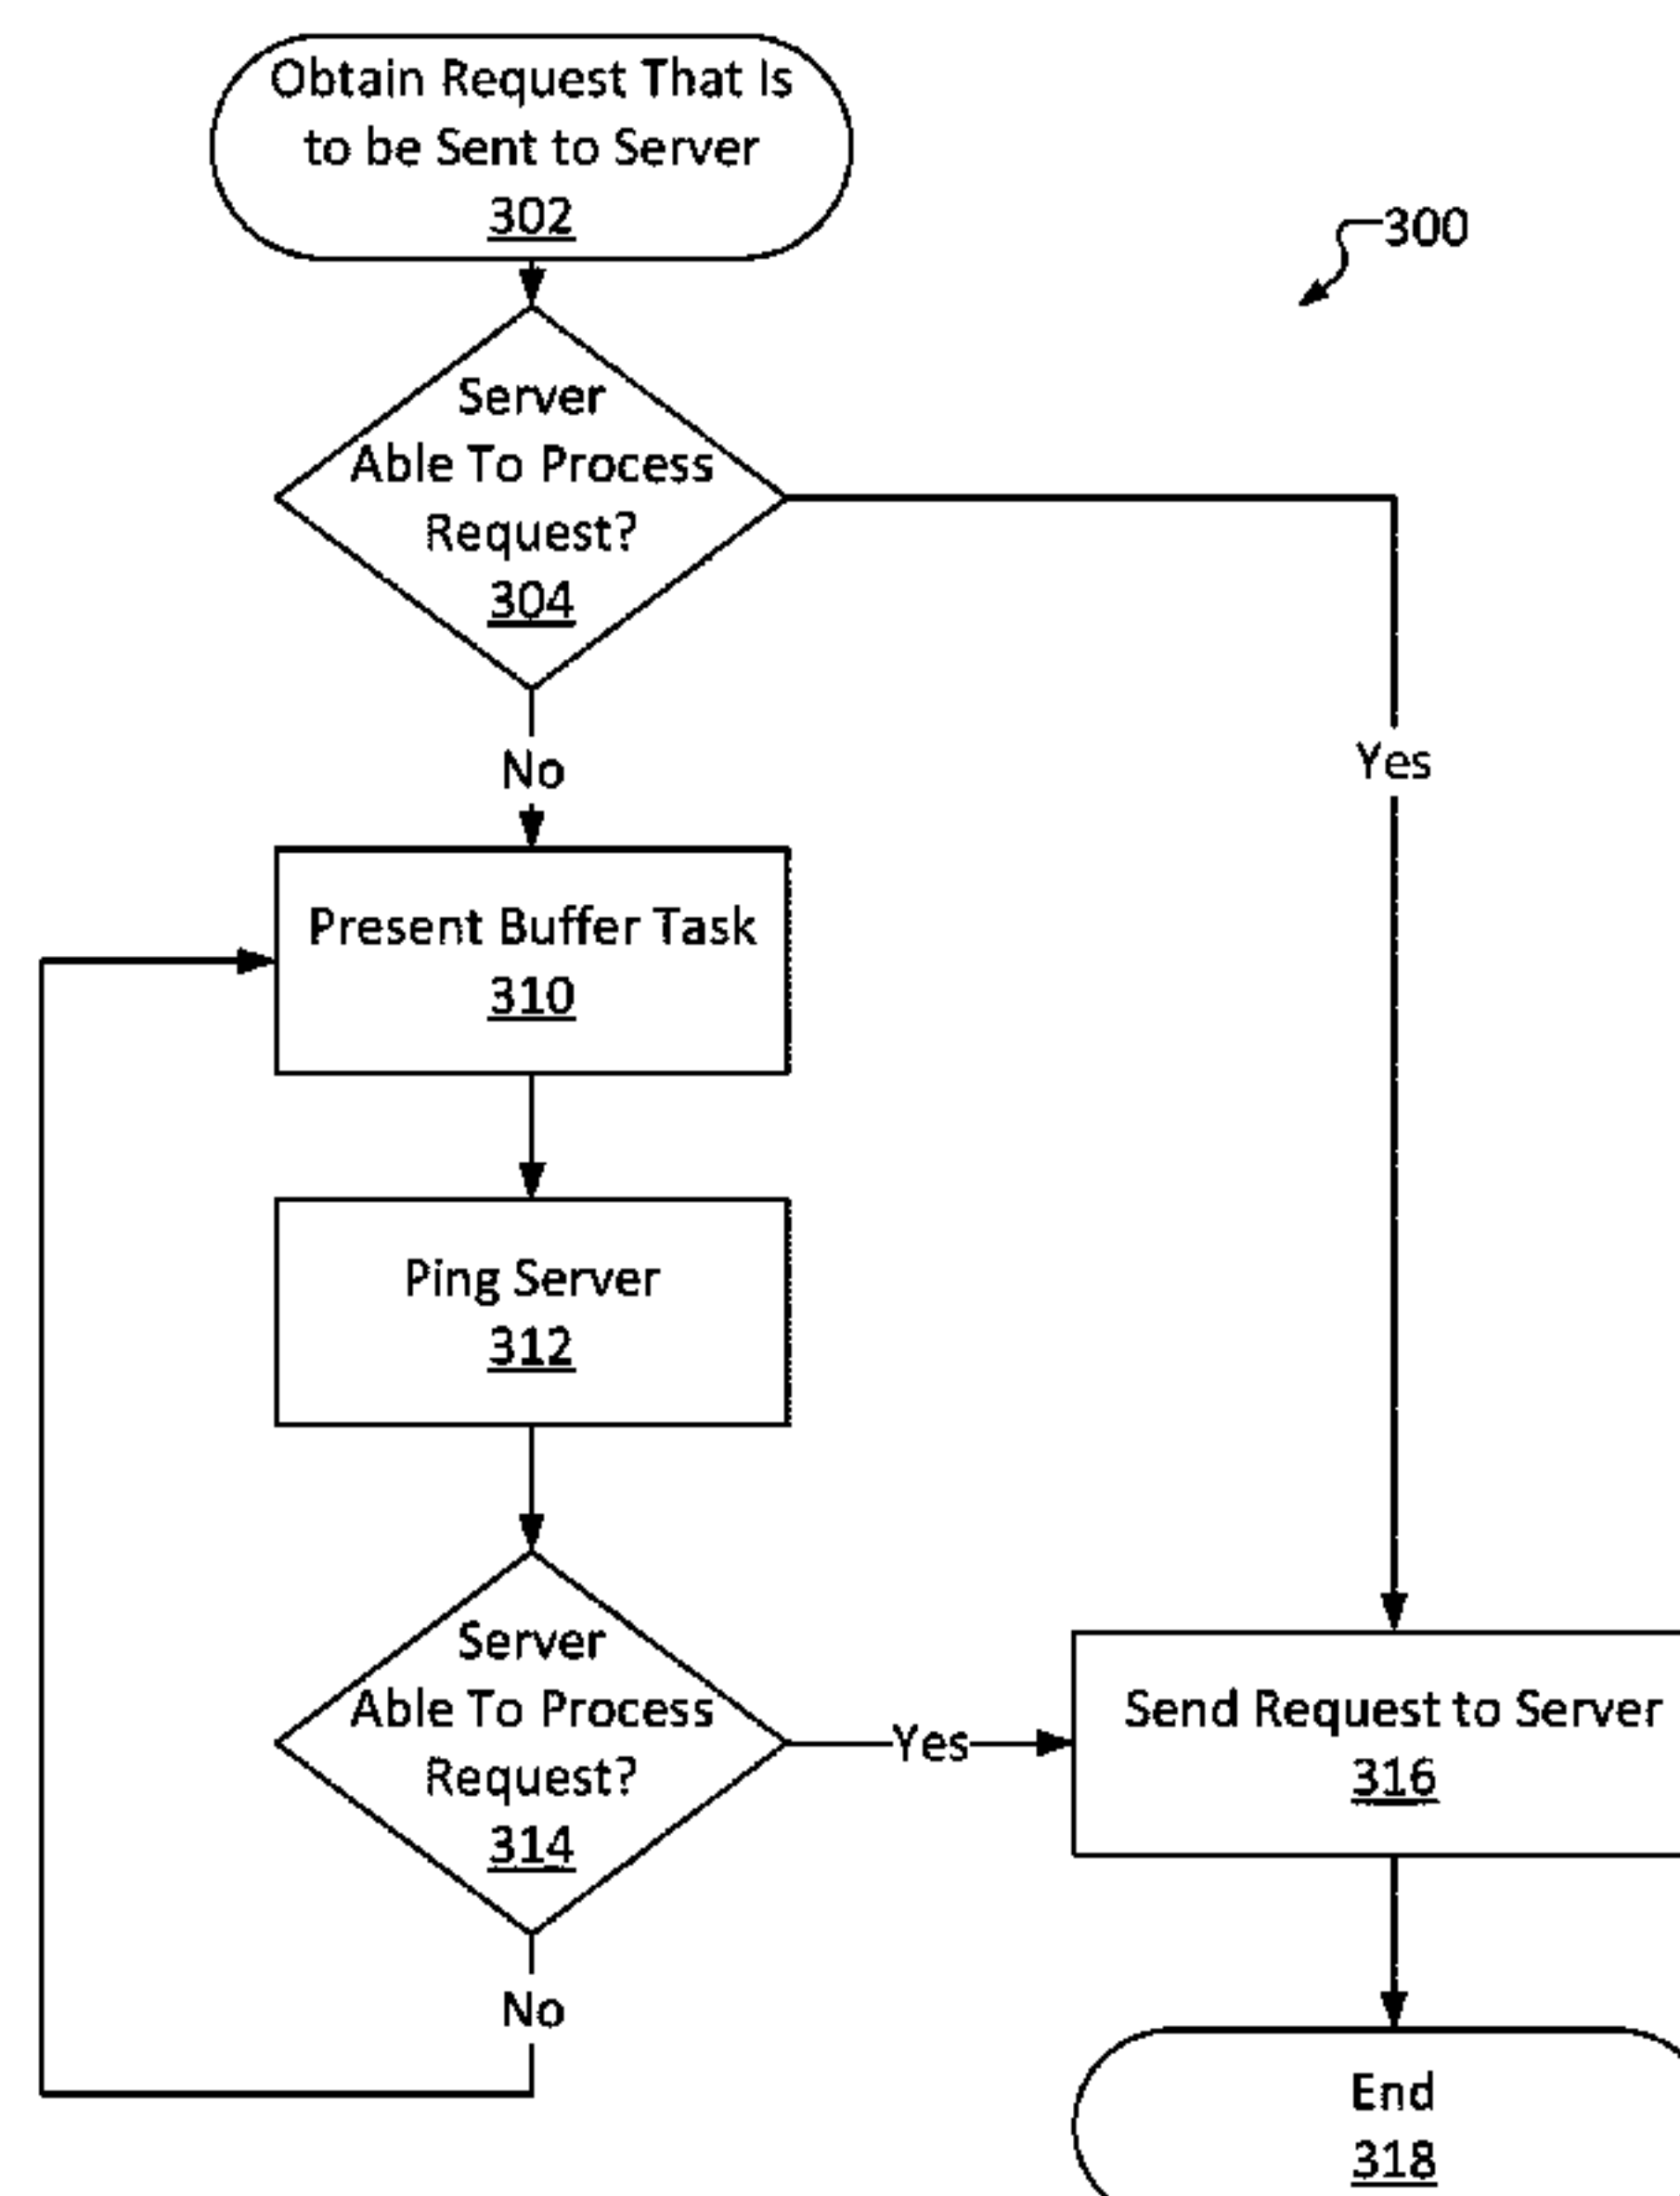 Obtain Request That Is
to be Sent to Server
302
300
Server
Able To Process
Request?
304
No
Yes
Present Buffer Task
310
Ping Server
312
Server
Able To Process
Request?
314
Yes
Send Request to Server
316
No
End
318